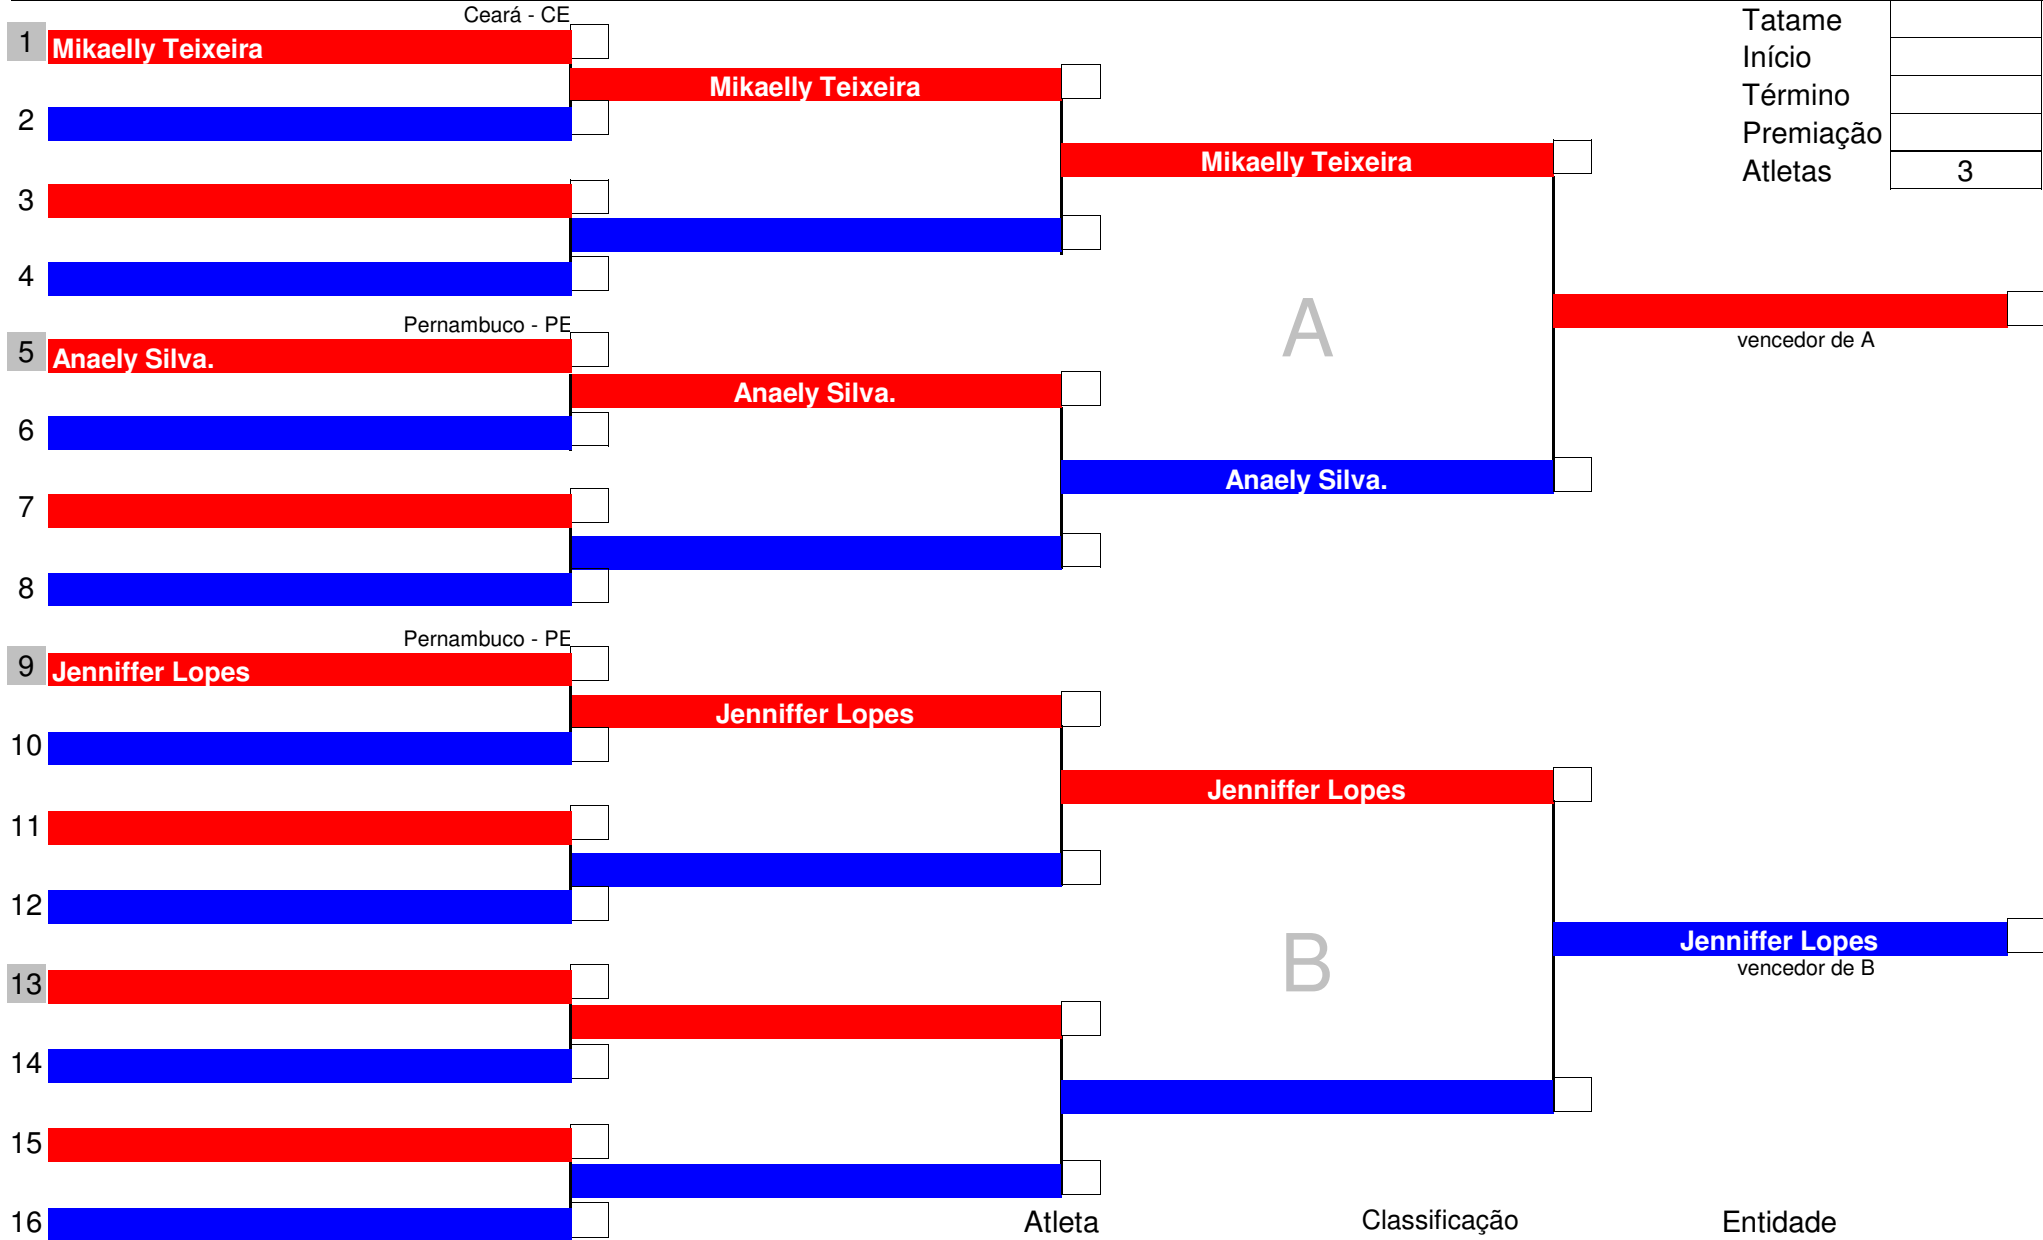 Ceará - CE
1 Mikaelly Teixeira
Mikaelly Teixeira
2
Mikaelly Teixeira
3
4
Tatame
Início
Término
Premiação
Atletas 3
Pernambuco - PE
5 Anaely Silva.
Anaely Silva.
6
Anaely Silva.
7
8
A
vencedor de A
Pernambuco - PE
9 Jenniffer Lopes
Jenniffer Lopes
10
Jenniffer Lopes
11
12
B
Jenniffer Lopes
vencedor de B
13
14
15
16
Atleta Classificação Entidade